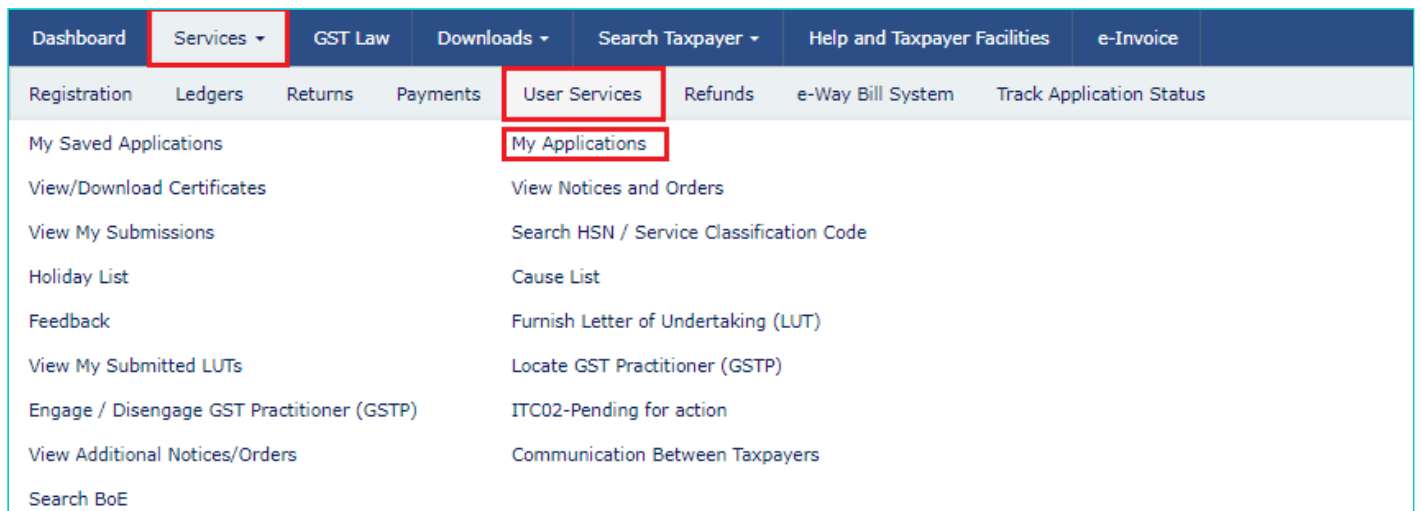 Dashboard Services GST Law Downloads Search Taxpayer Help and Taxpayer Facilities e-Invoice
Registration Ledgers Returns Payments User Services Refunds e-Way Bill System Track Application Status
My Saved Applications My Applications
View/Download Certificates View Notices and Orders
View My Submissions Search HSN / Service Classification Code
Holiday List Cause List
Feedback Furnish Letter of Undertaking (LUT)
View My Submitted LUTs Locate GST Practitioner (GSTP)
Engage / Disengage GST Practitioner (GSTP) ITC02-Pending for action
View Additional Notices/Orders Communication Between Taxpayers
Search BoE